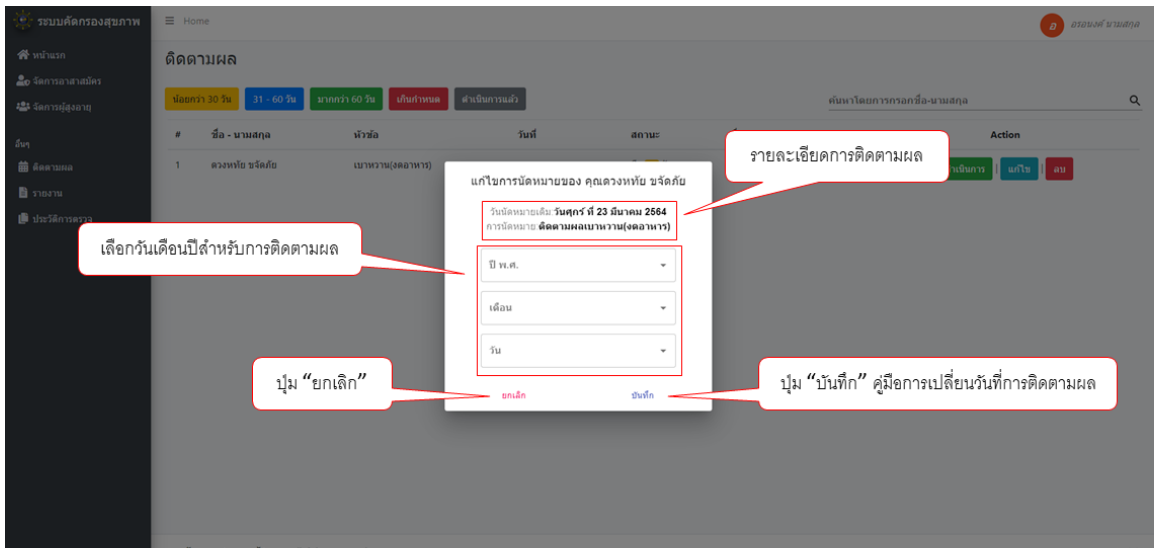 ระบบคัดกรองสุขภาพ
Home
อ อรอนงค์ นามสกุล
หน้าแรก
จัดการอาสาสมัคร
จัดการผู้สูงอายุ
อื่นๆ
ติดตามผล
รายงาน
ประวัติการตรวจ
ติดตามผล
น้อยกว่า 30 วัน 31 - 60 วัน มากกว่า 60 วัน เกินกำหนด ดำเนินการแล้ว
ค้นหาโดยการกรอกชื่อ-นามสกุล
# ชื่อ - นามสกุล หัวข้อ วันที่ สถานะ Action
1 ดวงหทัย ขจัดภัย เบาหวาน(งดอาหาร) แก้ไข ลบ
รายละเอียดการติดตามผล
แก้ไขการนัดหมายของ คุณดวงหทัย ขจัดภัย
วันนัดหมายเดิม วันศุกร์ ที่ 23 มีนาคม 2564
การนัดหมาย ติดตามผลเบาหวาน(งดอาหาร)
เลือกวันเดือนปีสำหรับการติดตามผล
ปี พ.ศ.
เดือน
วัน
ยกเลิก บันทึก
ปุ่ม “ยกเลิก”
ปุ่ม “บันทึก” คู่มือการเปลี่ยนวันที่การติดตามผล